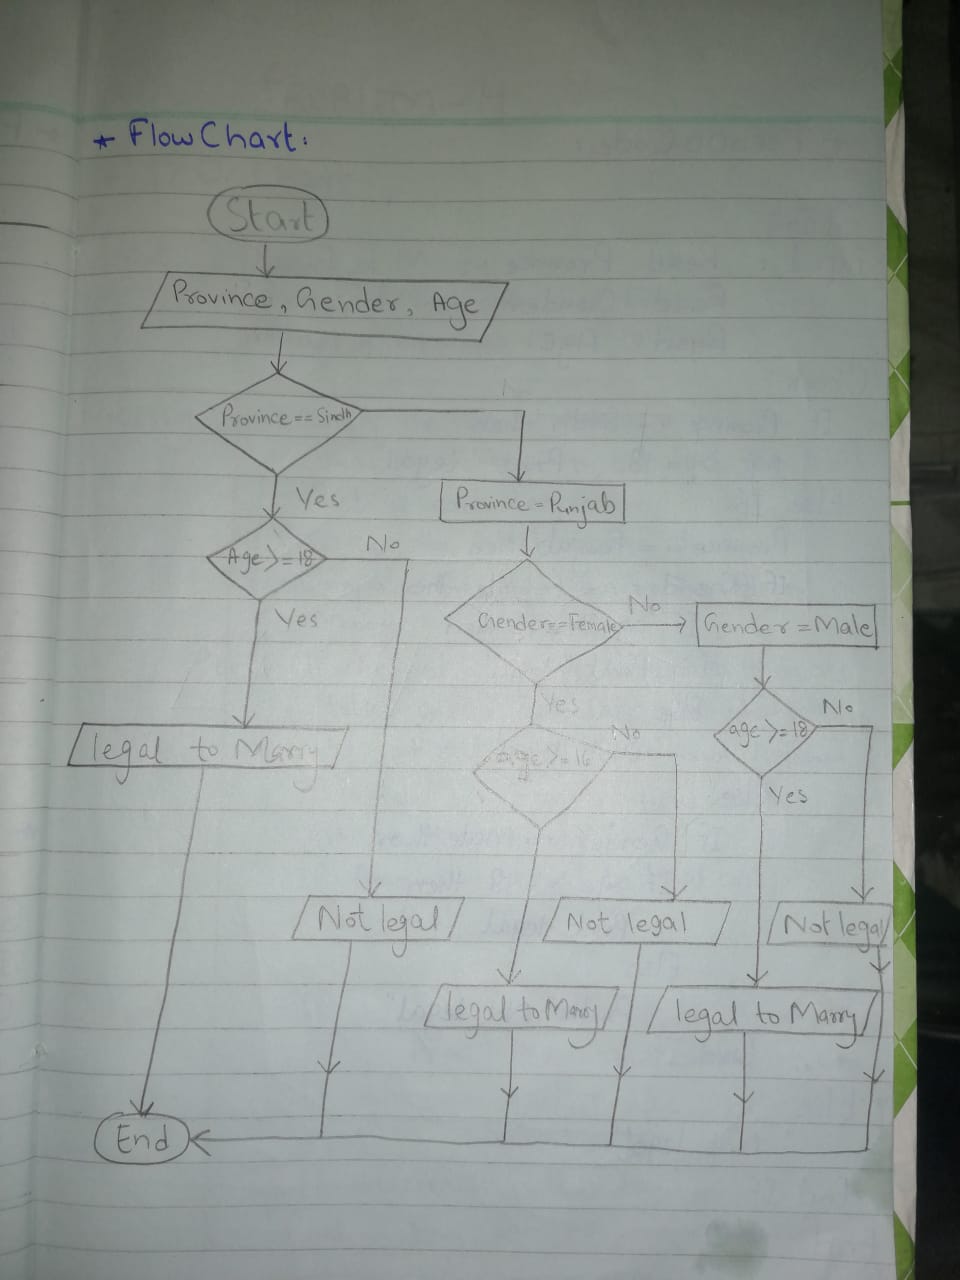 * Flow Chart:
Start
Province, Gender, Age
Province == Sindh
Yes
Province = Punjab
Age >= 18
No
Yes
Gender == Female
No
Gender = Male
Yes
age >= 16
No
age >= 18
No
Yes
legal to Marry
Not legal
Not legal
Not legal
legal to Marry
legal to Marry
End